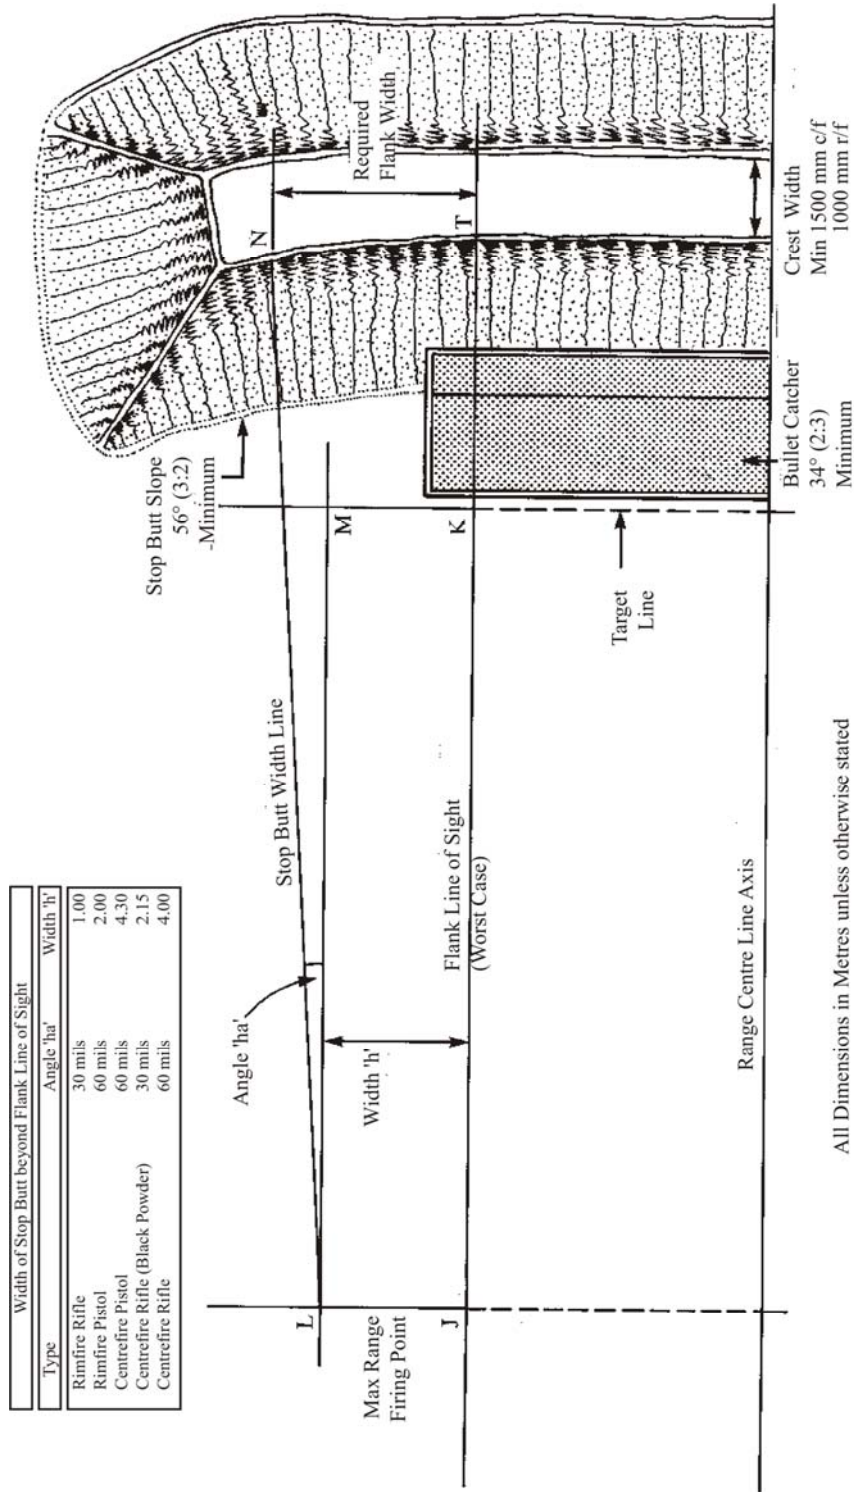 Width of Stop Butt beyond Flank Line of Sight
Type Angle 'ha' Width 'h'
Rimfire Rifle 30 mils 1.00
Rimfire Pistol 60 mils 2.00
Centrefire Pistol 60 mils 4.30
Centrefire Rifle (Black Powder) 30 mils 2.15
Centrefire Rifle 60 mils 4.00
Stop Butt Slope
56° (3:2)
-Minimum
N
Required
Flank Width
T
Stop Butt Width Line
Angle 'ha'
L
M
Width 'h'
Max Range
Firing Point
J
K
Flank Line of Sight
(Worst Case)
Target
Line
Range Centre Line Axis
Bullet Catcher
34° (2:3)
Minimum
Crest Width
Min 1500 mm c/f
1000 mm r/f
All Dimensions in Metres unless otherwise stated